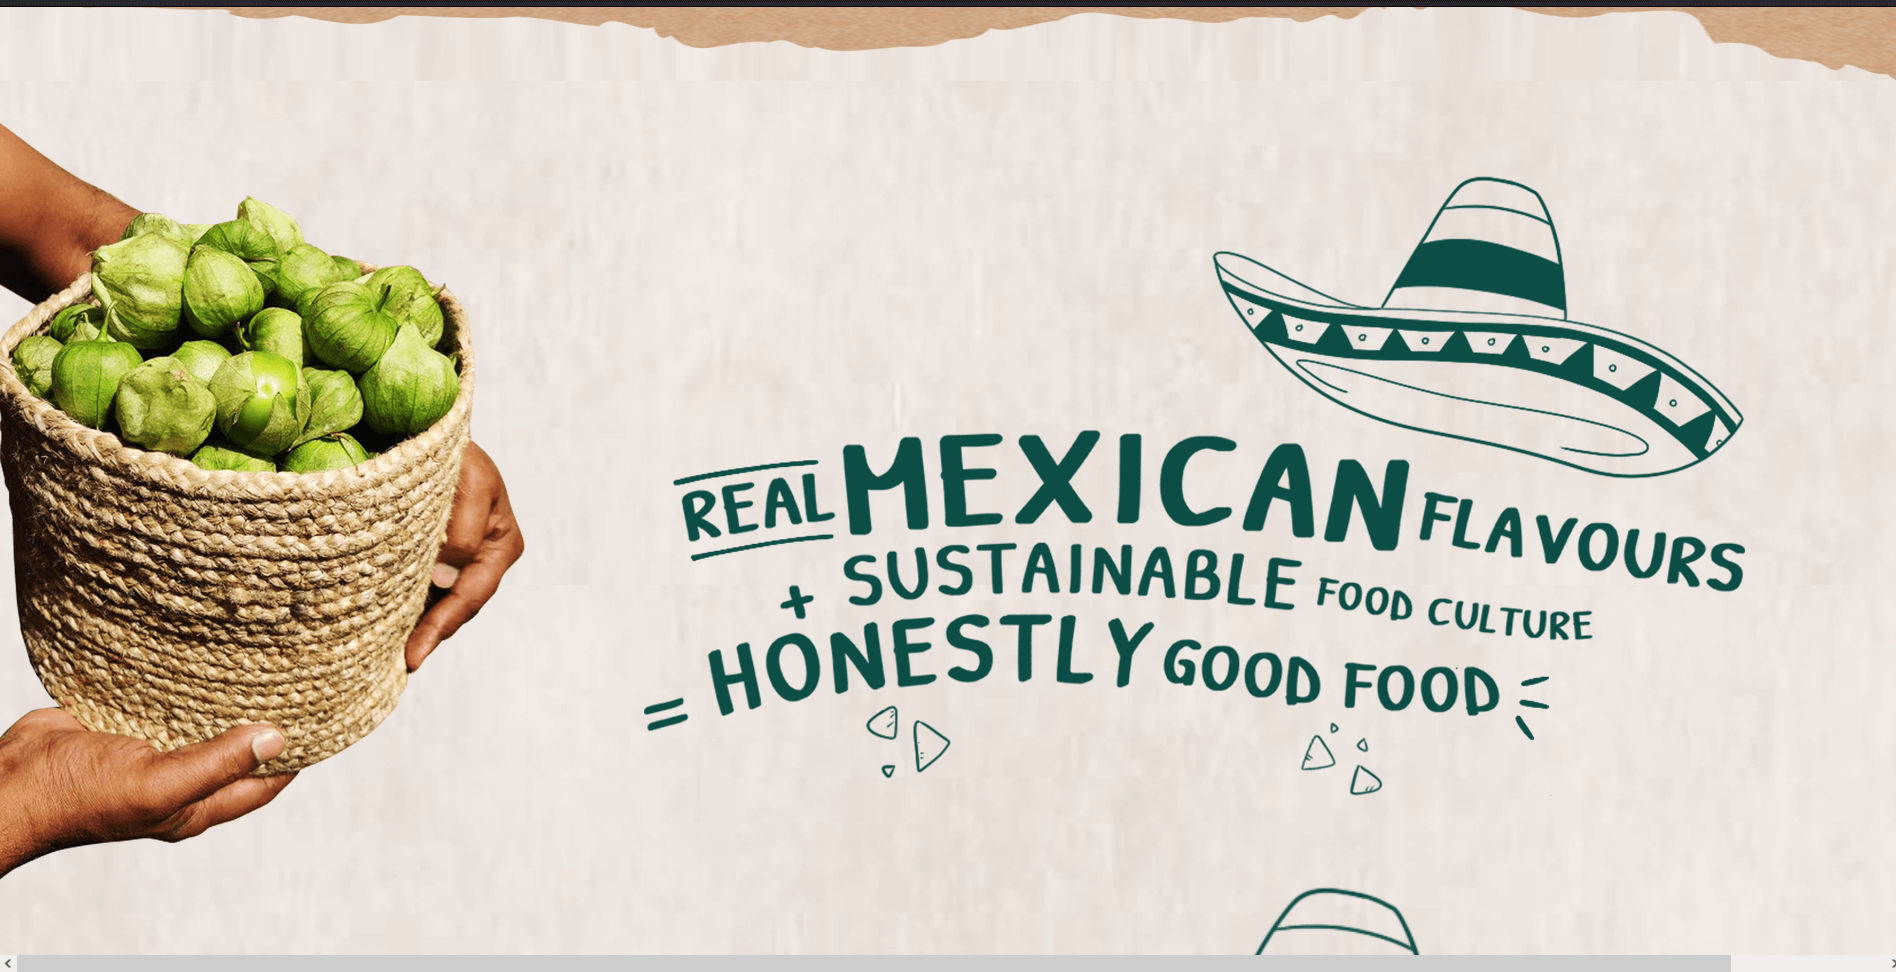 REAL MEXICAN FLAVOURS
+ SUSTAINABLE FOOD CULTURE
= HONESTLY GOOD FOOD